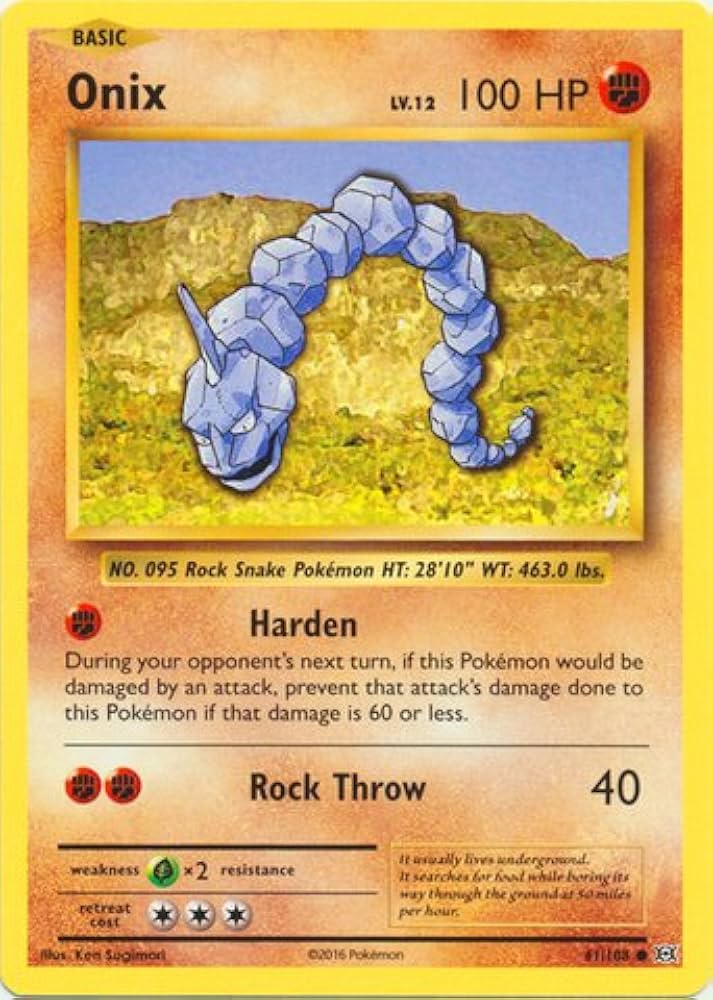 BASIC
Onix LV.12 100 HP
NO. 095 Rock Snake Pokémon HT: 28'10" WT: 463.0 lbs.
Harden
During your opponent's next turn, if this Pokémon would be
damaged by an attack, prevent that attack's damage done to
this Pokémon if that damage is 60 or less.
Rock Throw 40
weakness ×2 resistance
retreat
cost
It usually lives underground.
It searches for food while boring its
way through the ground at 50 miles
per hour.
Illus. Ken Sugimori ©2016 Pokémon 61/108